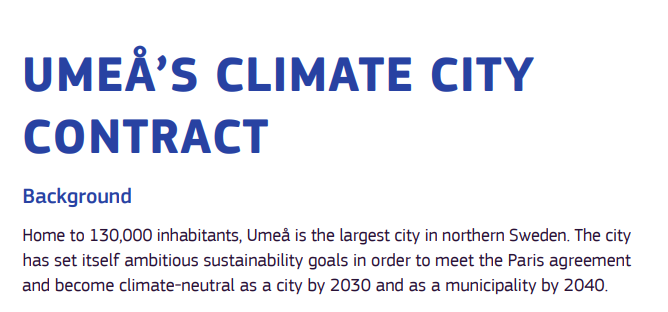 UMEÅ’S CLIMATE CITY
CONTRACT
Background
Home to 130,000 inhabitants, Umeå is the largest city in northern Sweden. The city
has set itself ambitious sustainability goals in order to meet the Paris agreement
and become climate-neutral as a city by 2030 and as a municipality by 2040.